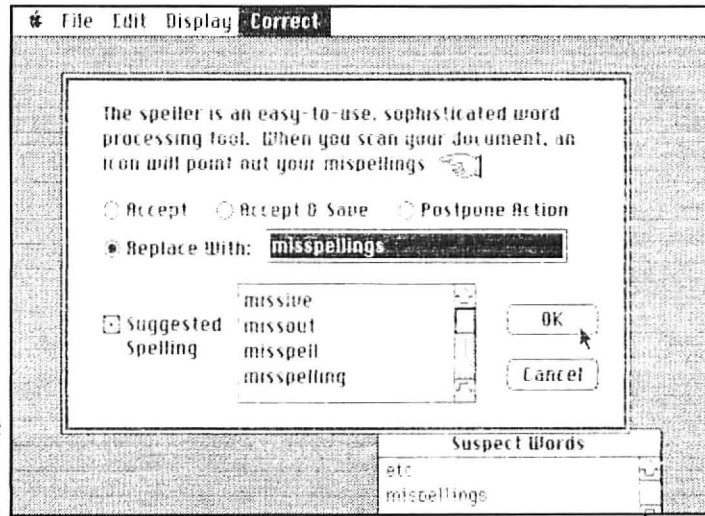 File Edit Display Correct
The speller is an easy-to-use, sophisticated word
processing tool. When you scan your document, an
icon will point out your mispellings
Accept Accept & Save Postpone Action
Replace With: misspellings
Suggested
Spelling
missive
missout
misspell
misspelling
OK
Cancel
Suspect Words
etc
mispellings